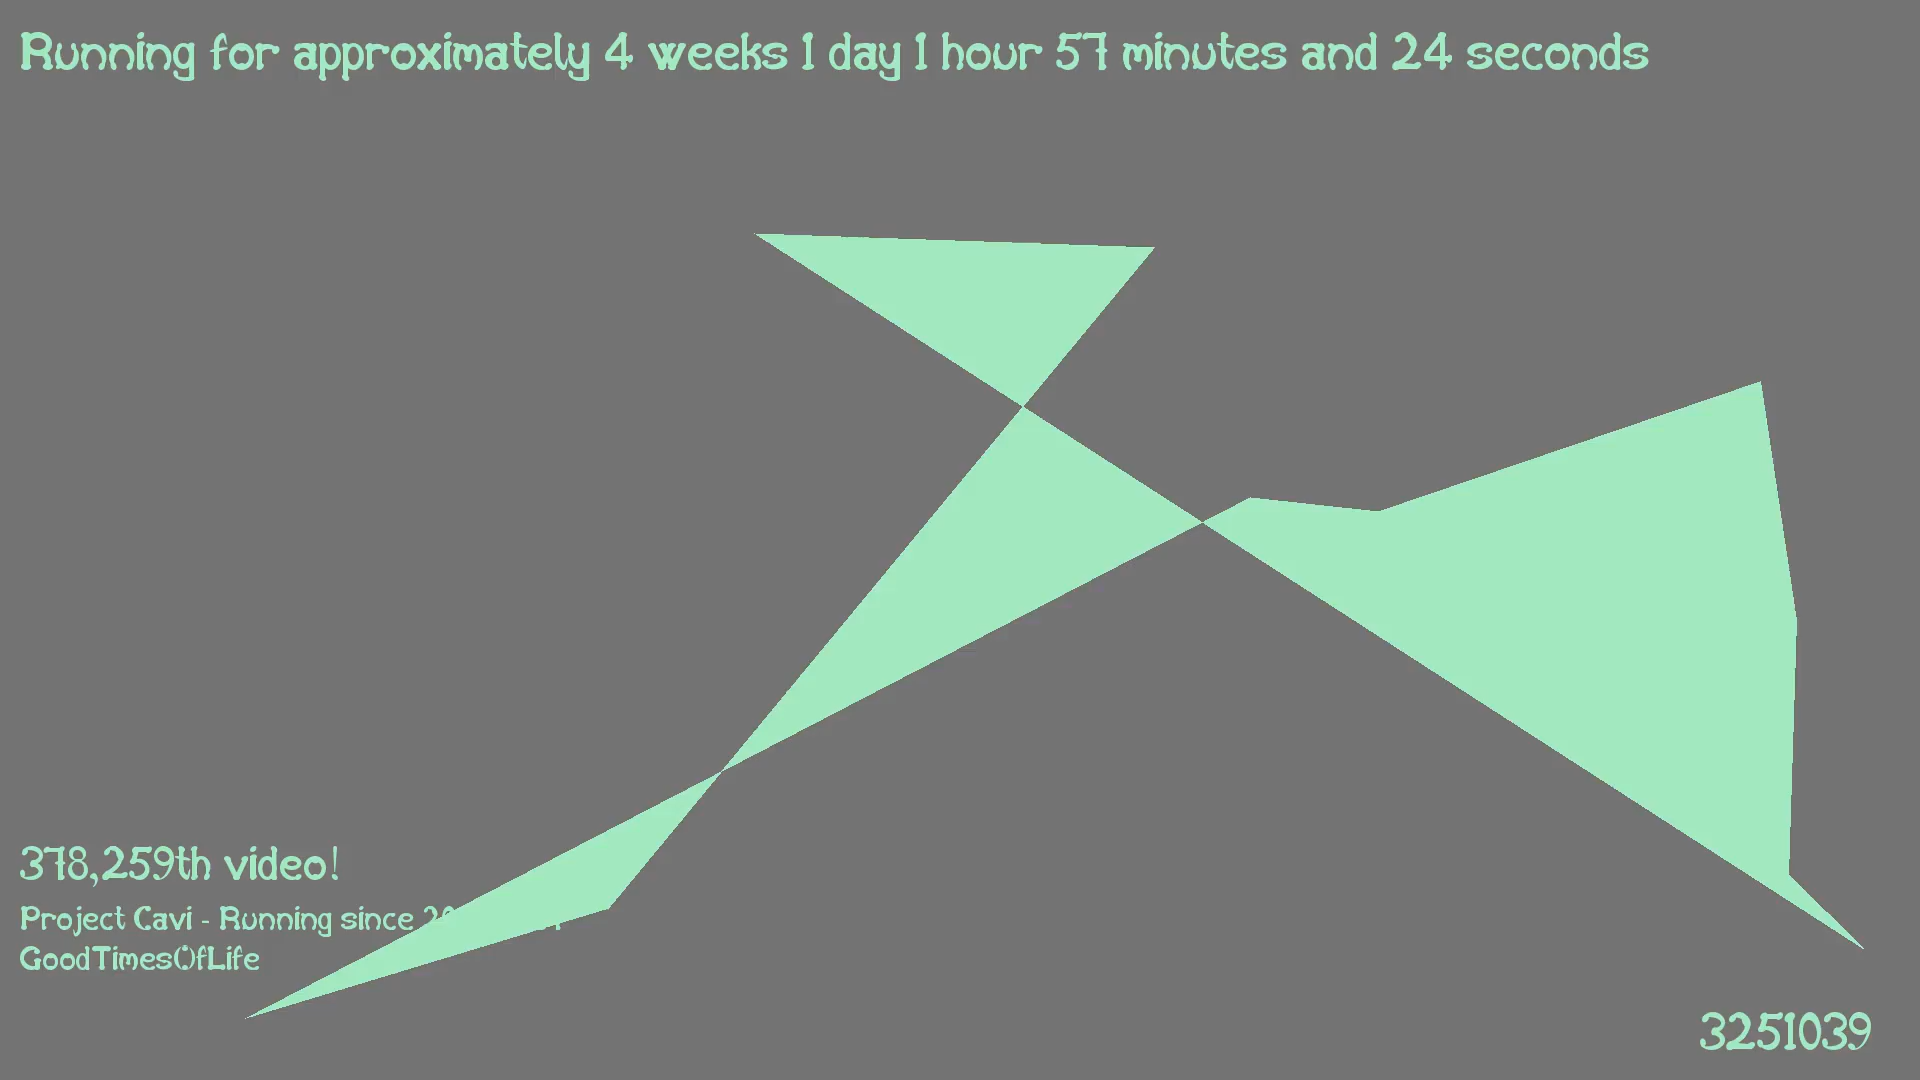 Running for approximately 4 weeks 1 day 1 hour 57 minutes and 24 seconds
378,259th video!
Project Cavi - Running since
GoodTimesOfLife
3251039